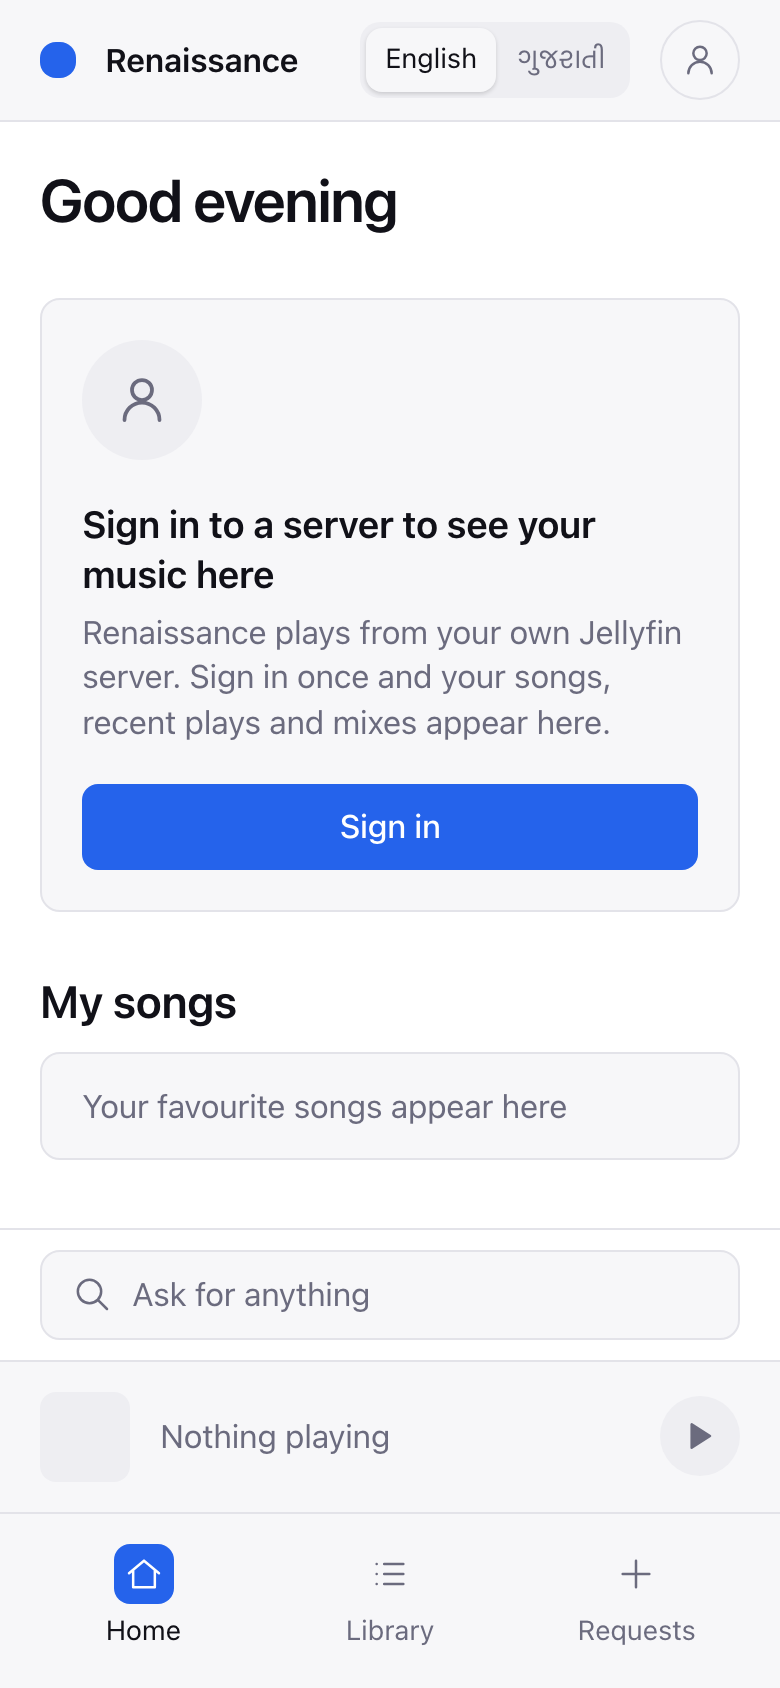 Renaissance
English
ગુજરાતી
Good evening
Sign in to a server to see your
music here
Renaissance plays from your own Jellyfin
server. Sign in once and your songs,
recent plays and mixes appear here.
Sign in
My songs
Your favourite songs appear here
Ask for anything
Nothing playing
Home
Library
Requests